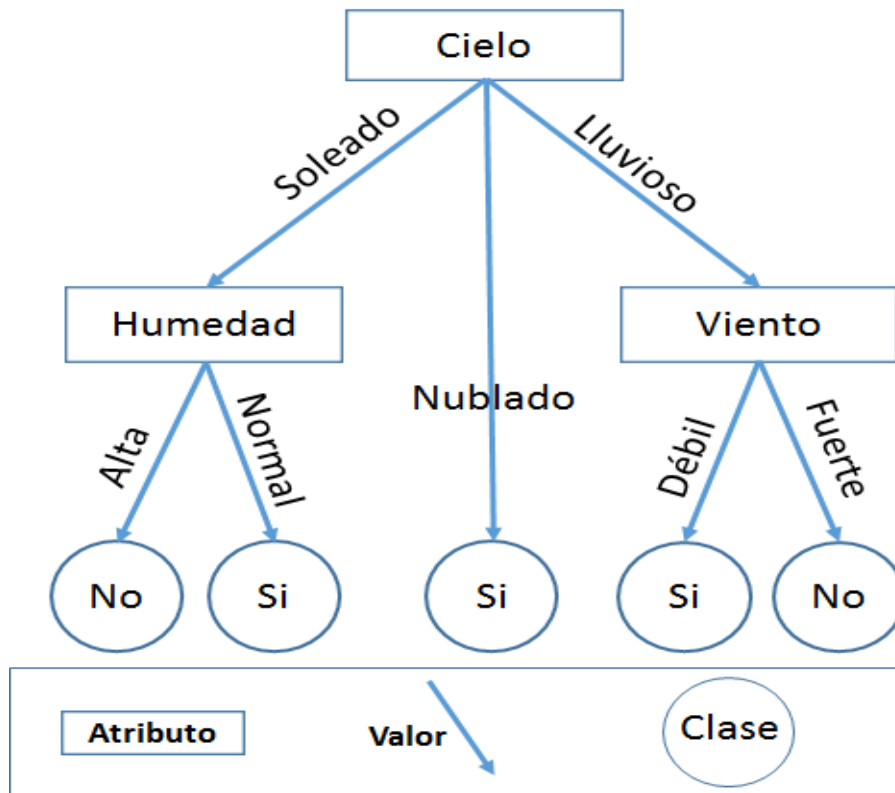 Cielo
Soleado
Lluvioso
Humedad
Viento
Nublado
Alta
Normal
Débil
Fuerte
No
Si
Si
Si
No
Atributo
Valor
Clase